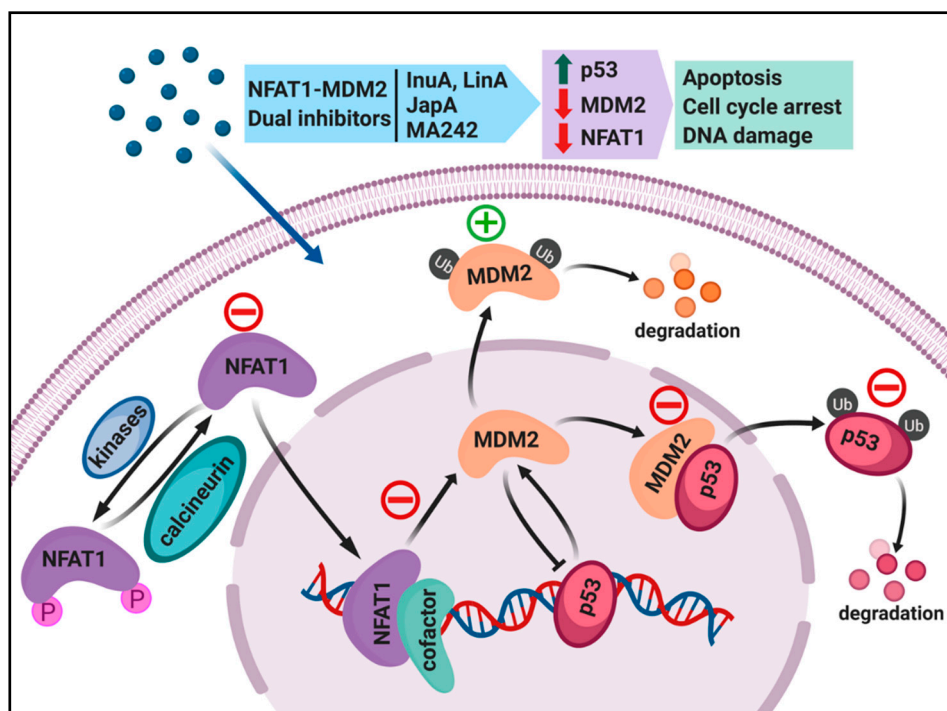 NFAT1-MDM2
Dual inhibitors
InuA, LinA
JapA
MA242
p53
MDM2
NFAT1
Apoptosis
Cell cycle arrest
DNA damage
Ub
MDM2
Ub
degradation
NFAT1
kinases
calcineurin
NFAT1
P
P
MDM2
MDM2
p53
Ub
p53
Ub
degradation
NFAT1
cofactor
p53